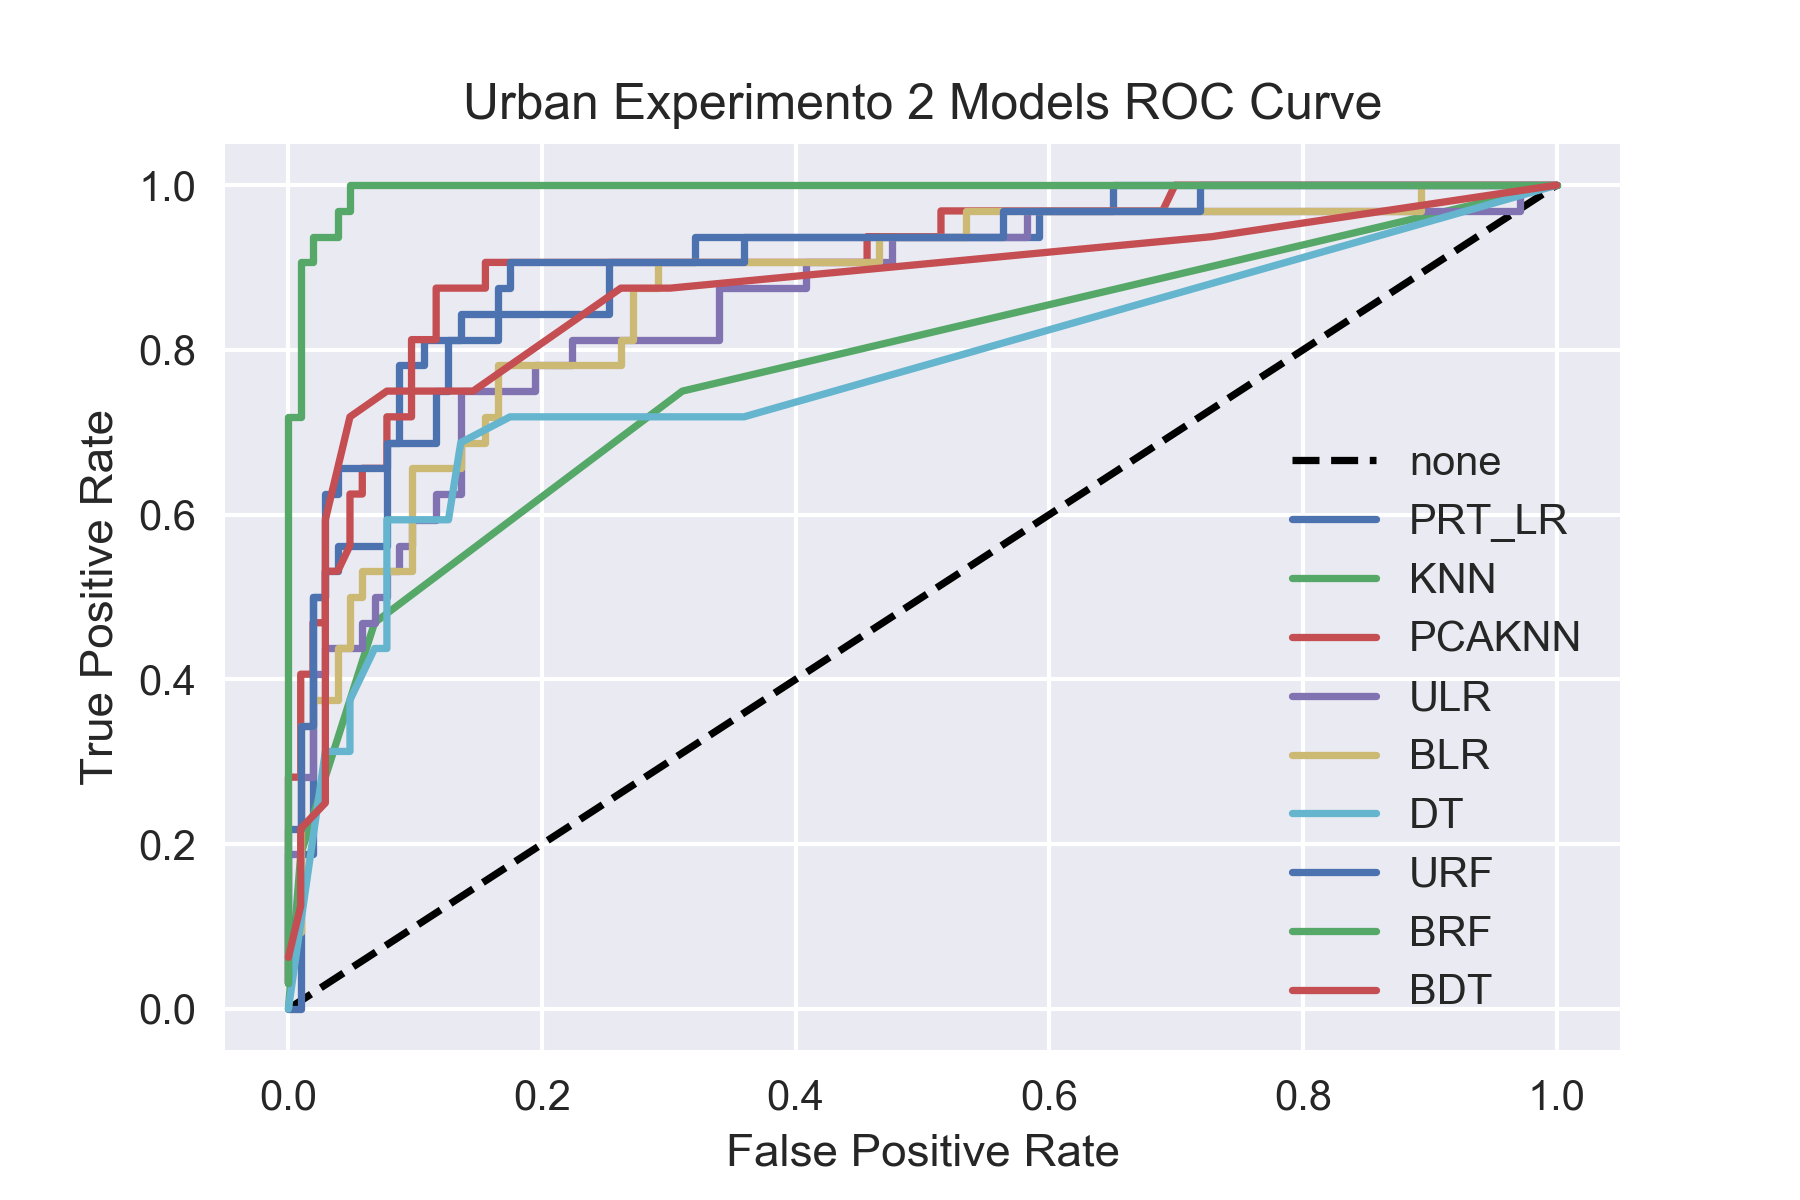 Urban Experimento 2 Models ROC Curve
1.0
0.8
0.6
0.4
0.2
0.0
True Positive Rate
none
PRT_LR
KNN
PCAKNN
ULR
BLR
DT
URF
BRF
BDT
0.0 0.2 0.4 0.6 0.8 1.0
False Positive Rate